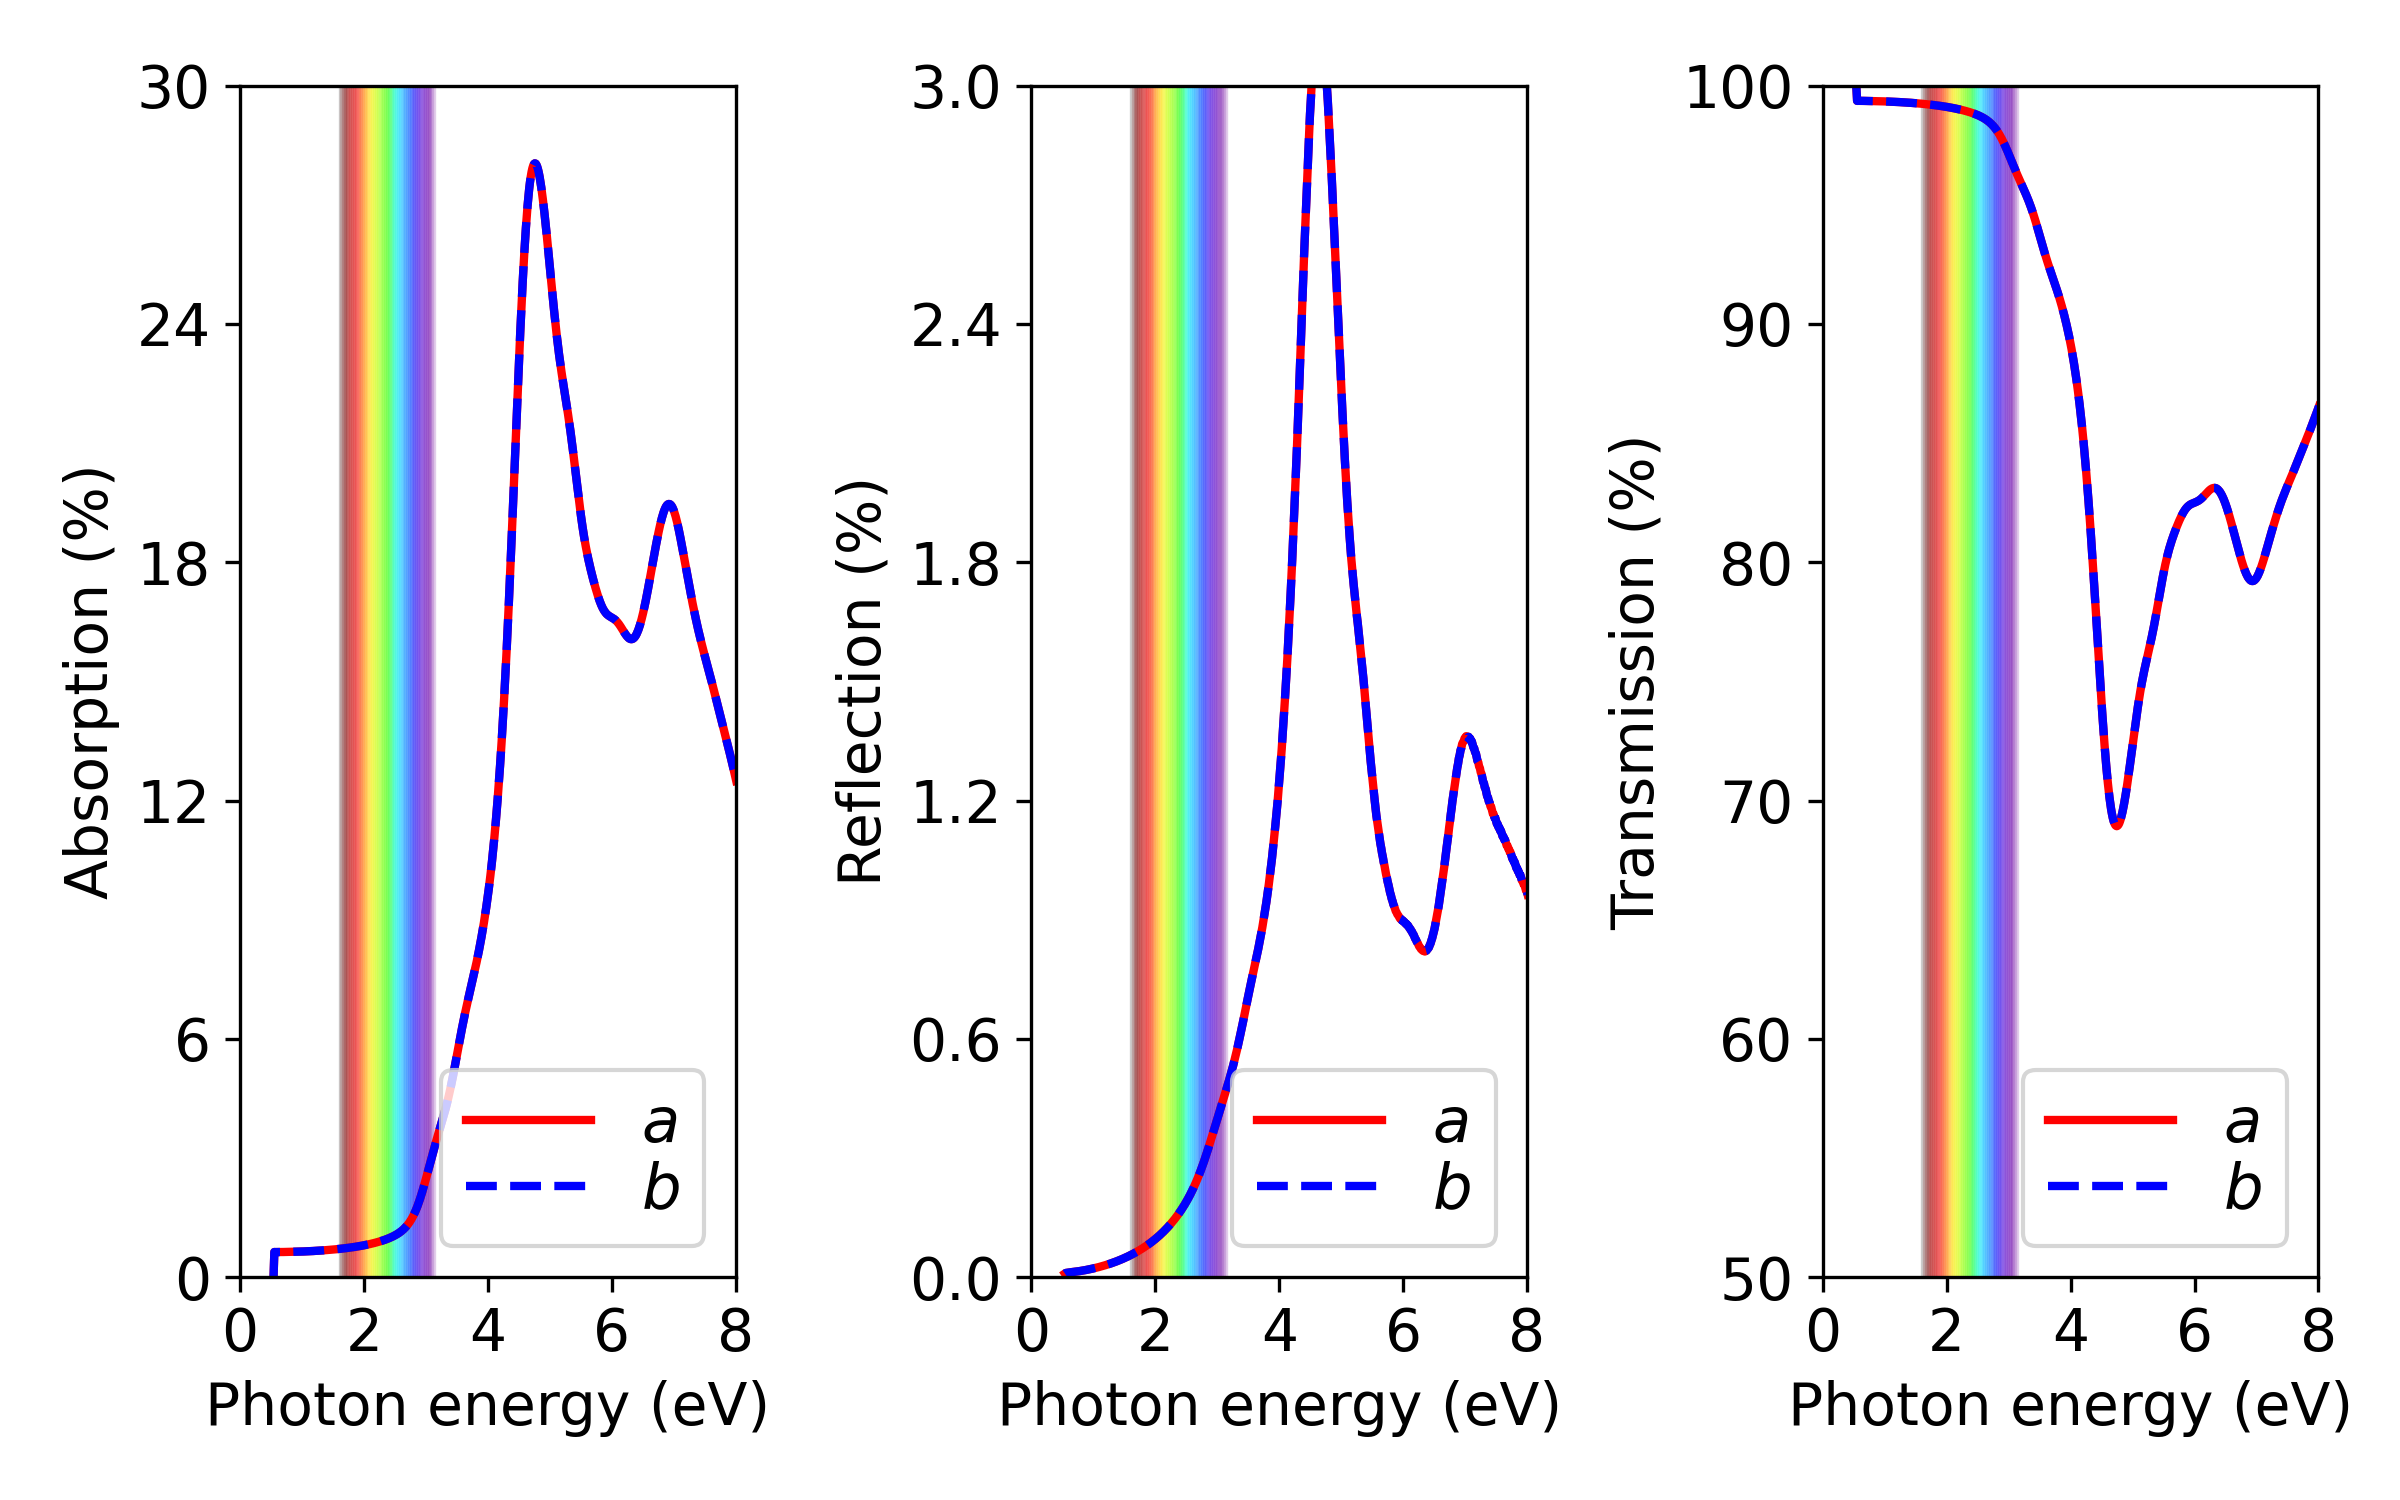 30
24
18
12
6
0
Absorption (%)
0 2 4 6 8
Photon energy (eV)
a
b
3.0
2.4
1.8
1.2
0.6
0.0
Reflection (%)
0 2 4 6 8
Photon energy (eV)
a
b
100
90
80
70
60
50
Transmission (%)
0 2 4 6 8
Photon energy (eV)
a
b